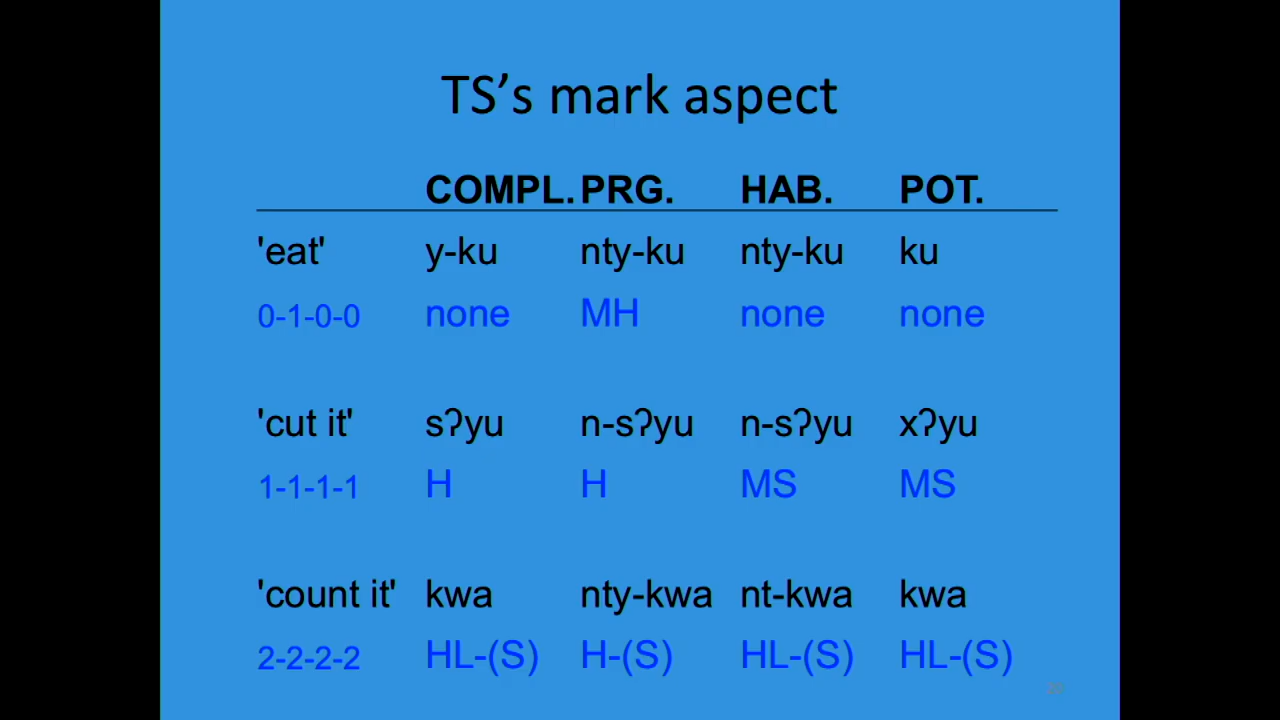 TS’s mark aspect
COMPL. PRG. HAB. POT.
'eat' y-ku nty-ku nty-ku ku
0-1-0-0 none MH none none
'cut it' sʔyu n-sʔyu n-sʔyu xʔyu
1-1-1-1 H H MS MS
'count it' kwa nty-kwa nt-kwa kwa
2-2-2-2 HL-(S) H-(S) HL-(S) HL-(S)